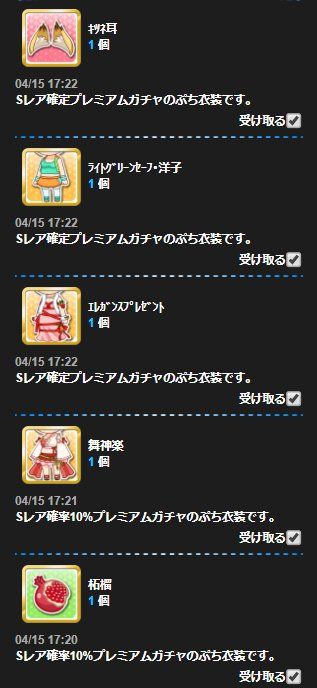 ｷﾂﾈ耳
1 個
04/15 17:22
Sレア確定プレミアムガチャのぷち衣装です。
受け取る
ﾗｲﾄｸﾞﾘｰﾝｾｰﾌ･洋子
1 個
04/15 17:22
Sレア確定プレミアムガチャのぷち衣装です。
受け取る
ｴﾚｶﾞﾝｽﾌﾟﾚｾﾞﾝﾄ
1 個
04/15 17:22
Sレア確定プレミアムガチャのぷち衣装です。
受け取る
舞神楽
1 個
04/15 17:21
Sレア確率10%プレミアムガチャのぷち衣装です。
受け取る
柘榴
1 個
04/15 17:20
Sレア確率10%プレミアムガチャのぷち衣装です。
受け取る